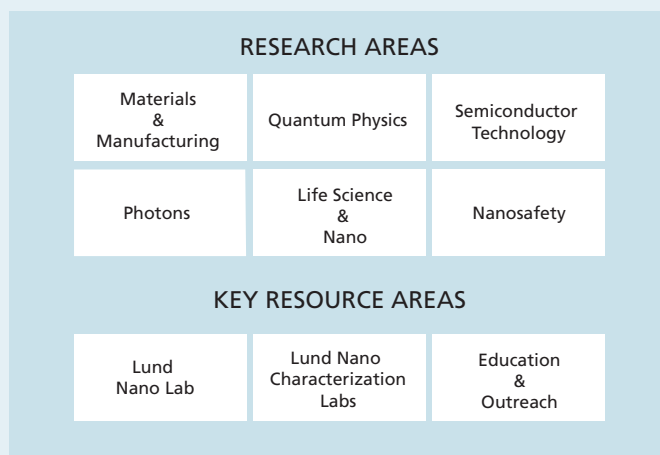 RESEARCH AREAS
Materials
&
Manufacturing
Quantum Physics
Semiconductor
Technology
Photons
Life Science
&
Nano
Nanosafety
KEY RESOURCE AREAS
Lund
Nano Lab
Lund Nano
Characterization
Labs
Education
&
Outreach